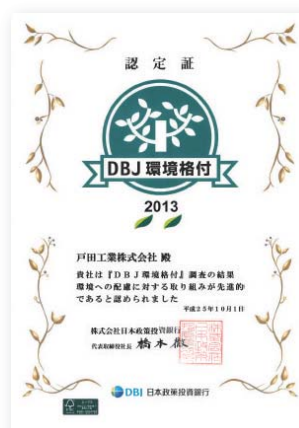 認定証
DBJ 環境格付
2013
戸田工業株式会社 殿
貴社は『DBJ環境格付』調査の結果
環境への配慮に対する取り組みが先進的
であると認められました
平成25年10月1日
株式会社日本政策投資銀行
代表取締役社長 橋本 徹
DBJ 日本政策投資銀行